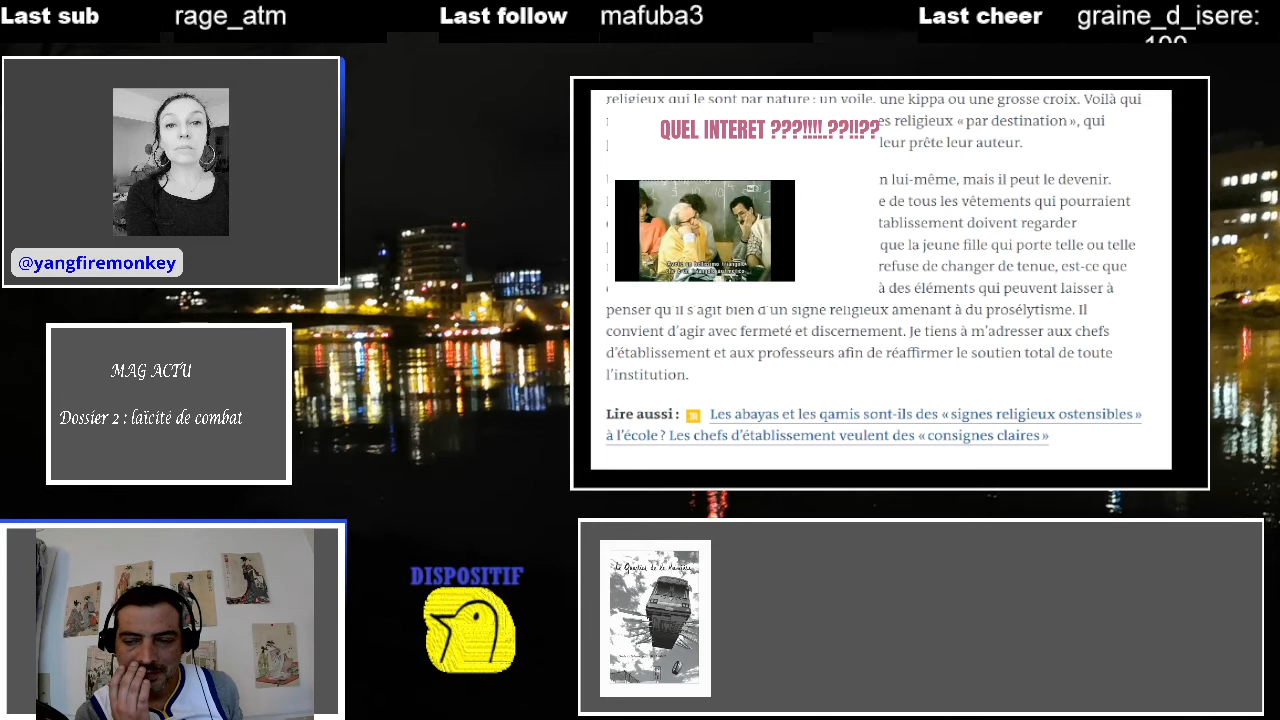 Last sub
rage_atm
Last follow
mafuba3
Last cheer
graine_d_isere:
100
@yangfiremonkey
MAG ACTU
Dossier 2 : laïcité de combat
religieux qui le sont par nature : un voile, une kippa ou une grosse croix. Voilà qui
es religieux « par destination », qui
leur prête leur auteur.
QUEL INTERET ???!!!!.??!!??
n lui-même, mais il peut le devenir.
e de tous les vêtements qui pourraient
tablissement doivent regarder
que la jeune fille qui porte telle ou telle
refuse de changer de tenue, est-ce que
à des éléments qui peuvent laisser à
penser qu'il s'agit bien d'un signe religieux amenant à du prosélytisme. Il
convient d'agir avec fermeté et discernement. Je tiens à m'adresser aux chefs
d'établissement et aux professeurs afin de réaffirmer le soutien total de toute
l'institution.
Lire aussi : Les abayas et les qamis sont-ils des « signes religieux ostensibles »
à l'école ? Les chefs d'établissement veulent des « consignes claires »
DISPOSITIF